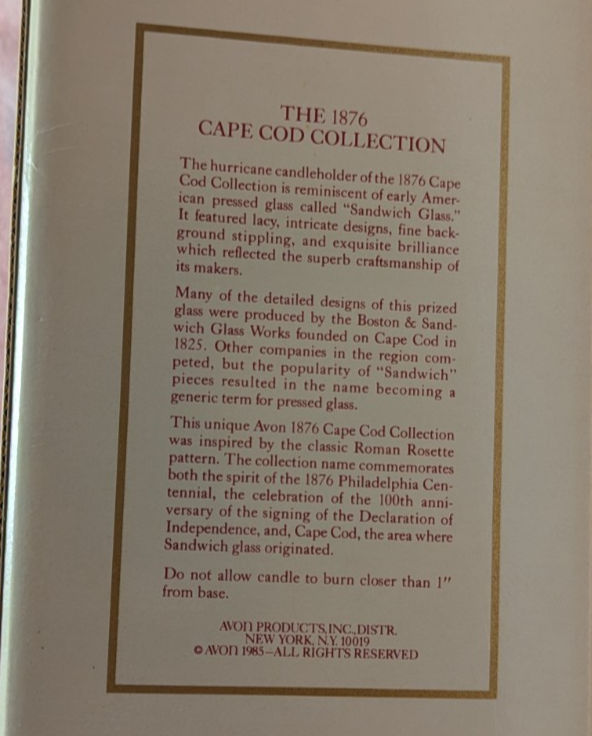 THE 1876
CAPE COD COLLECTION
The hurricane candleholder of the 1876 Cape
Cod Collection is reminiscent of early Amer-
ican pressed glass called "Sandwich Glass."
It featured lacy, intricate designs, fine back-
ground stippling, and exquisite brilliance
which reflected the superb craftsmanship of
its makers.
Many of the detailed designs of this prized
glass were produced by the Boston & Sand-
wich Glass Works founded on Cape Cod in
1825. Other companies in the region com-
peted, but the popularity of "Sandwich"
pieces resulted in the name becoming a
generic term for pressed glass.
This unique Avon 1876 Cape Cod Collection
was inspired by the classic Roman Rosette
pattern. The collection name commemorates
both the spirit of the 1876 Philadelphia Cen-
tennial, the celebration of the 100th anni-
versary of the signing of the Declaration of
Independence, and, Cape Cod, the area where
Sandwich glass originated.
Do not allow candle to burn closer than 1"
from base.
AVON PRODUCTS, INC., DISTR.
NEW YORK, N.Y. 10019
© AVON 1985—ALL RIGHTS RESERVED